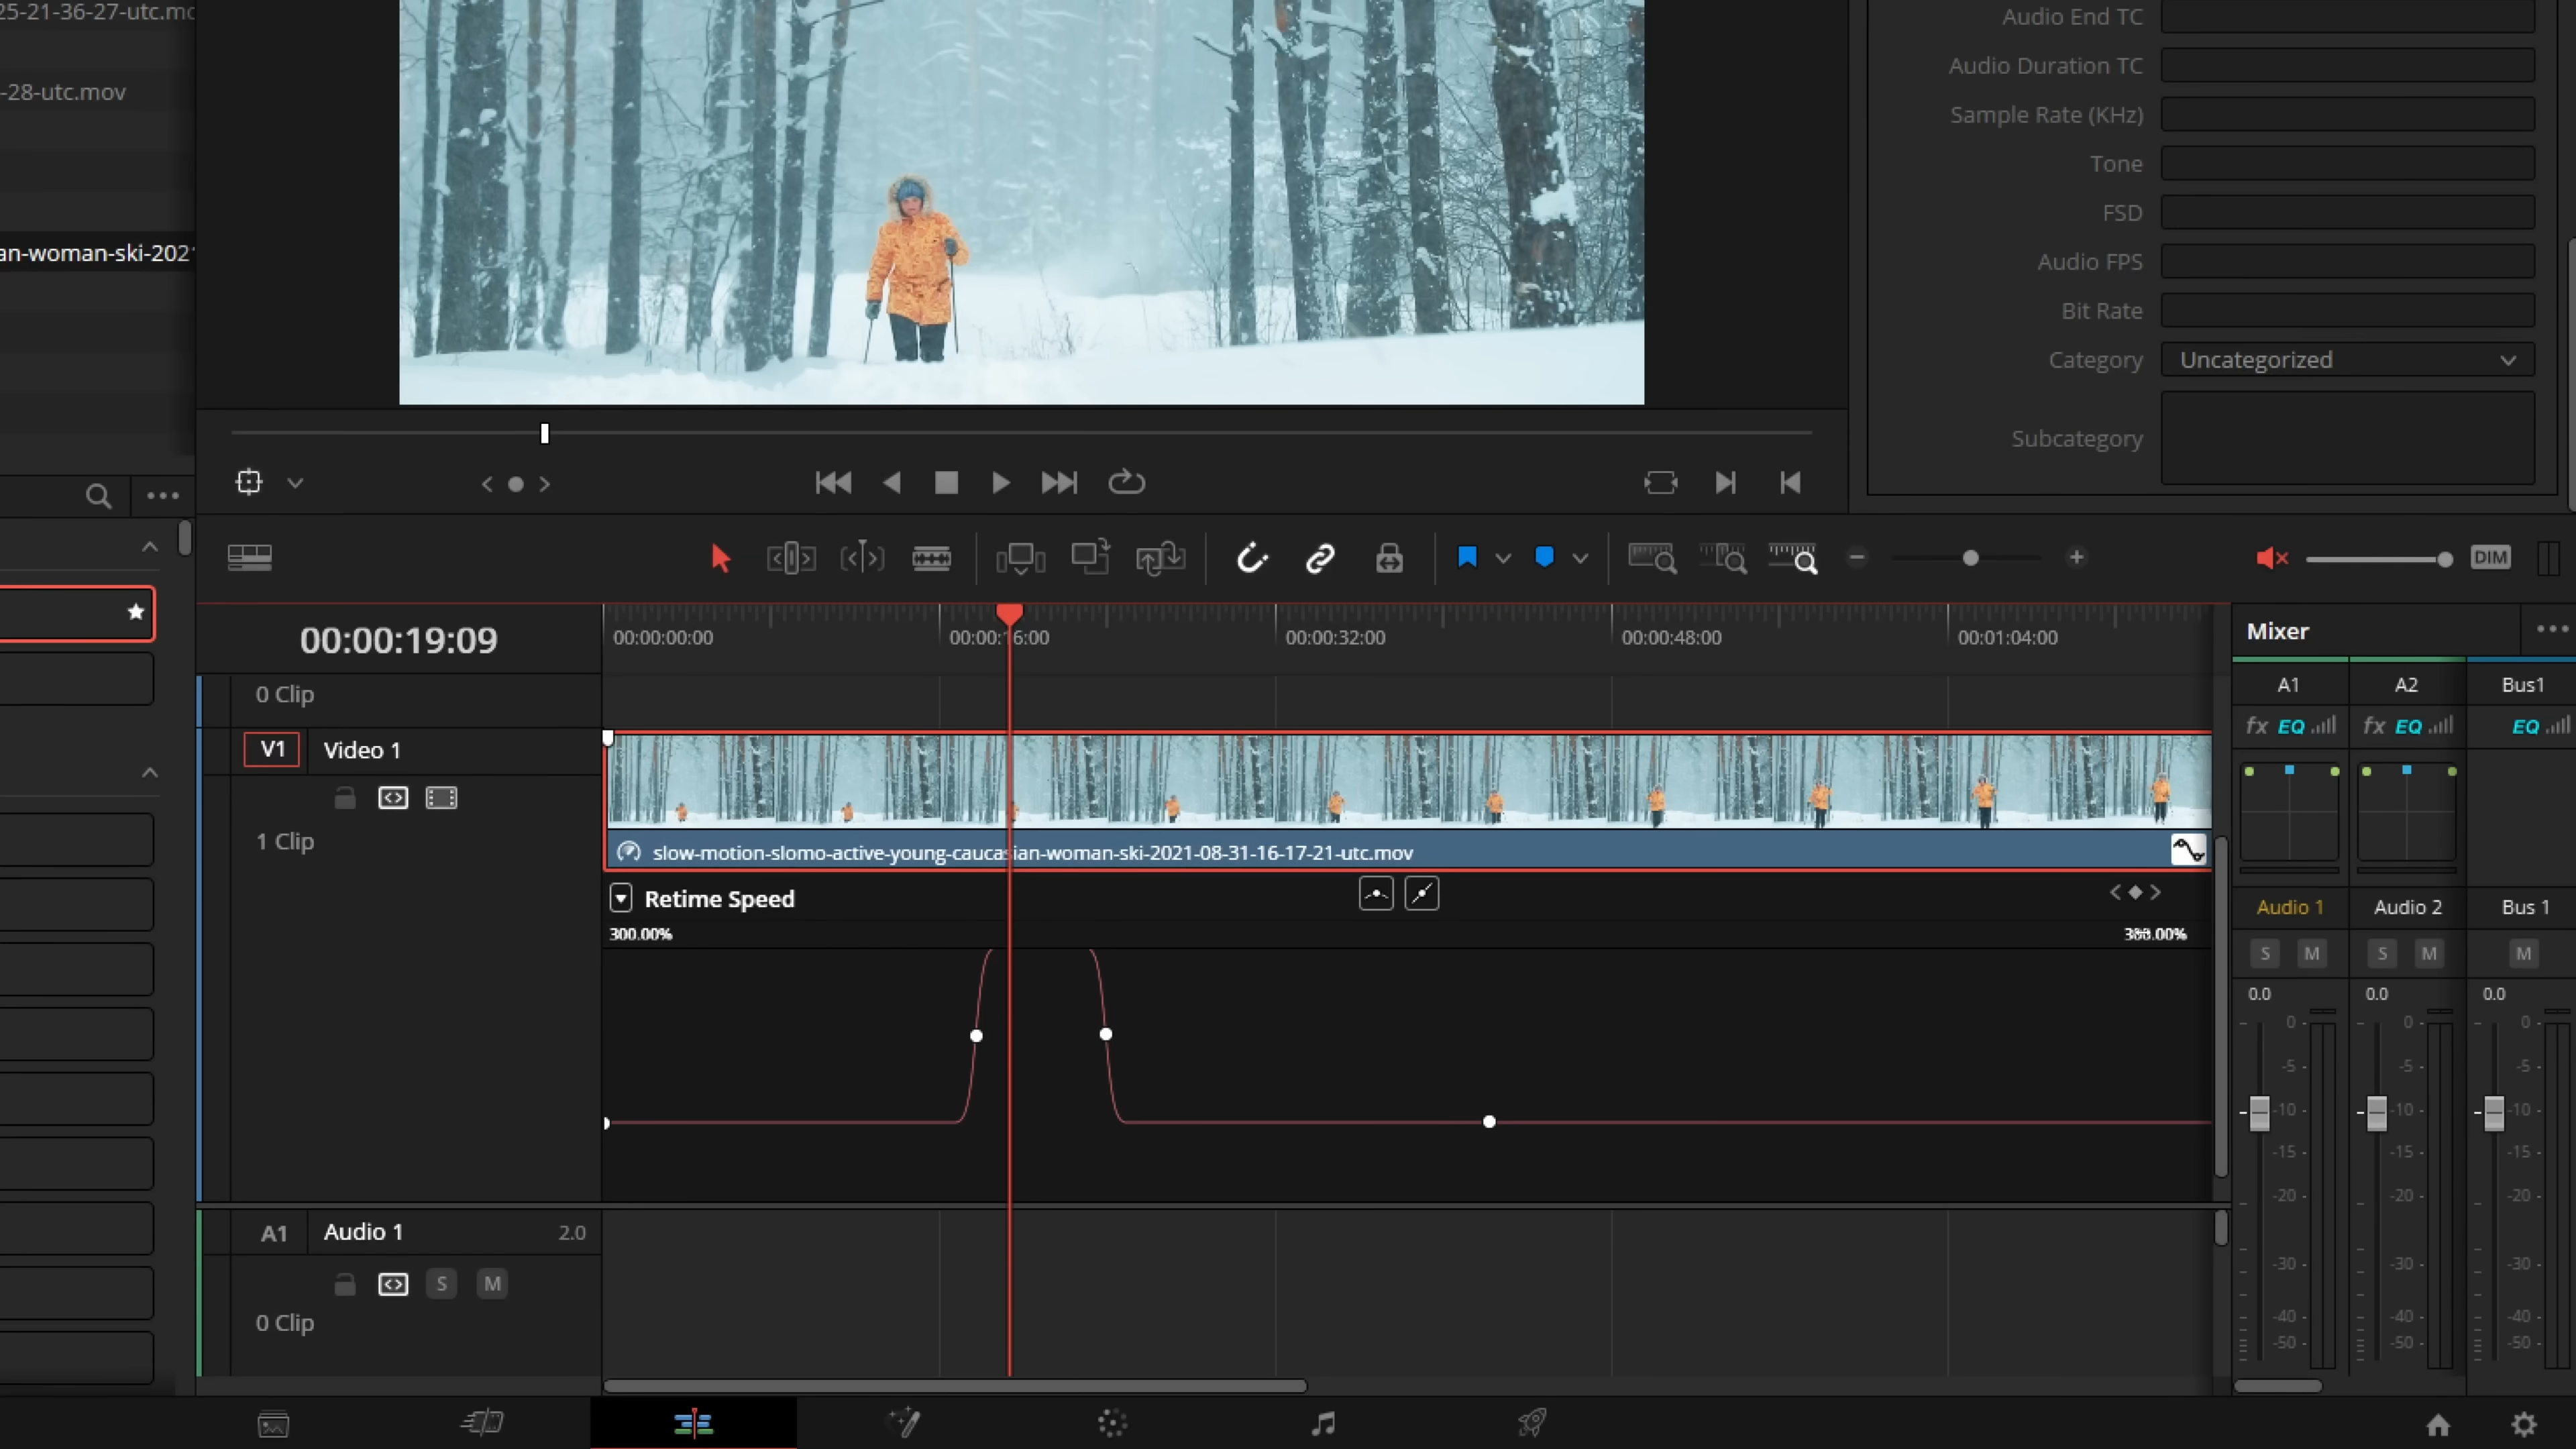 25-21-36-27-utc.mo
-28-utc.mov
an-woman-ski-202
Audio End TC
Audio Duration TC
Sample Rate (KHz)
Tone
FSD
Audio FPS
Bit Rate
Category Uncategorized
Subcategory
DIM
00:00:19:09
00:00:00:00 00:00:16:00 00:00:32:00 00:00:48:00 00:01:04:00
Mixer
0 Clip
A1 A2 Bus1
fx EQ fx EQ EQ
V1 Video 1
1 Clip
slow-motion-slomo-active-young-caucasian-woman-ski-2021-08-31-16-17-21-utc.mov
Retime Speed
300.00%
Audio 1 Audio 2 Bus 1
S M S M M
0.0 0.0 0.0
0 0 0
-5 -5 -5
-10 -10 -10
-15 -15 -15
-20 -20 -20
-30 -30 -30
-40 -40 -40
-50 -50 -50
A1 Audio 1 2.0
S M
0 Clip